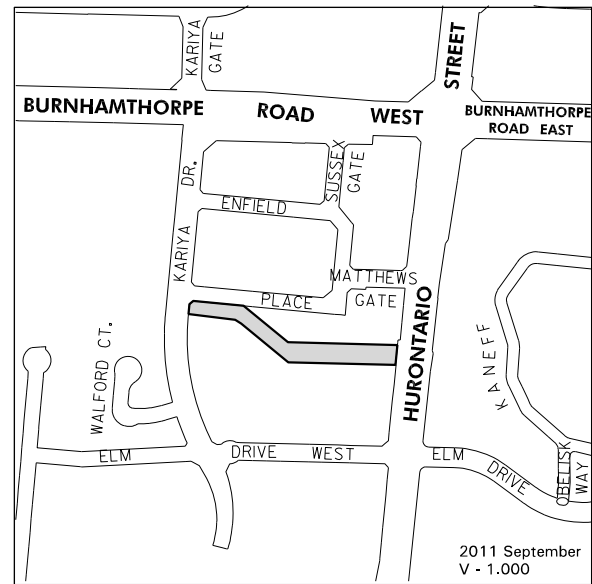 KARIYA
GATE
STREET
BURNHAMTHORPE ROAD WEST
BURNHAMTHORPE
ROAD EAST
KARIYA DR.
SUSSEX
GATE
ENFIELD
PLACE
MATTHEWS
GATE
HURONTARIO
KANEFF
WALFORD CT.
ELM DRIVE WEST
ELM DRIVE
OBELISK
WAY
2011 September
V - 1.000